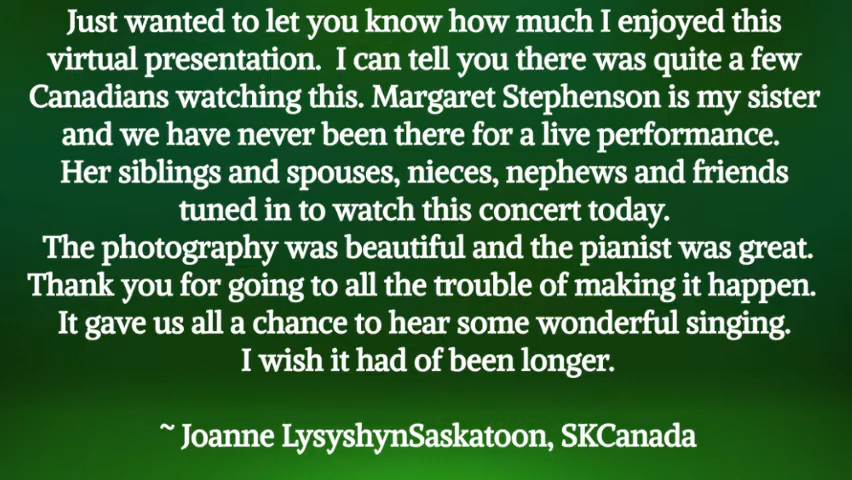 Just wanted to let you know how much I enjoyed this
virtual presentation.  I can tell you there was quite a few
Canadians watching this. Margaret Stephenson is my sister
and we have never been there for a live performance.
Her siblings and spouses, nieces, nephews and friends
tuned in to watch this concert today.
The photography was beautiful and the pianist was great.
Thank you for going to all the trouble of making it happen.
It gave us all a chance to hear some wonderful singing.
I wish it had of been longer.
~ Joanne LysyshynSaskatoon, SKCanada